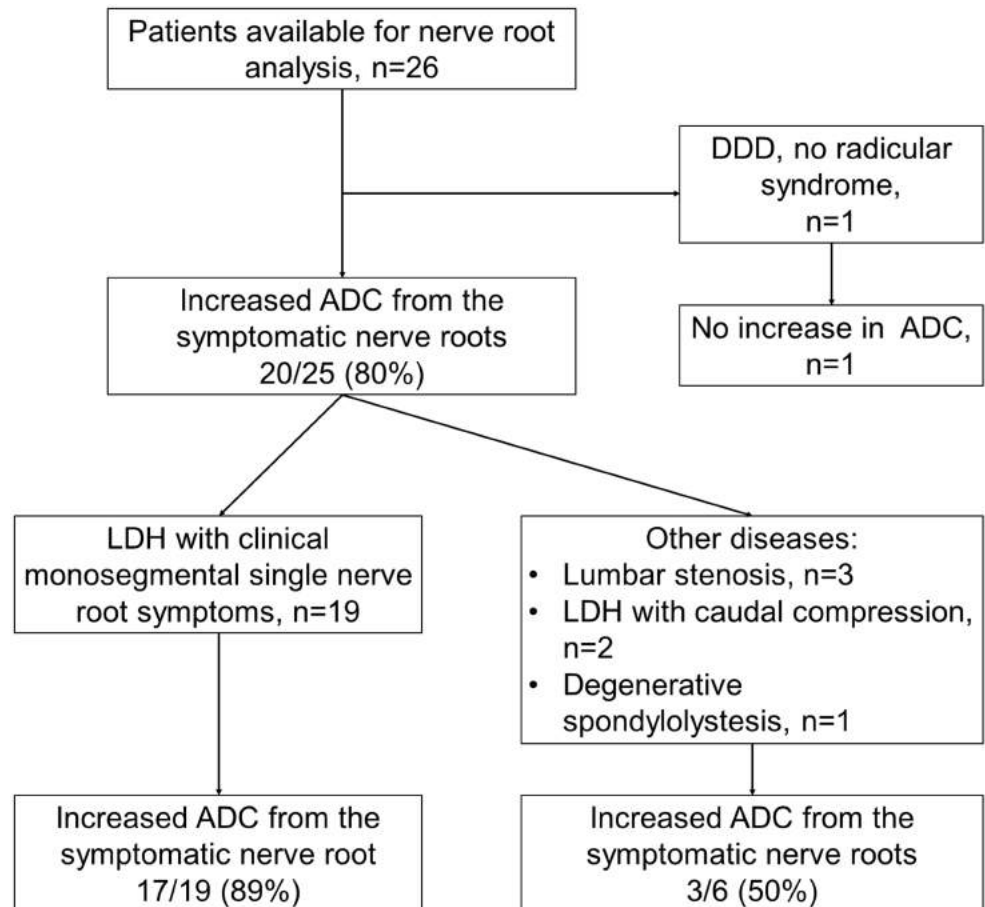 Patients available for nerve root
analysis, n=26
DDD, no radicular
syndrome,
n=1
Increased ADC from the
symptomatic nerve roots
20/25 (80%)
No increase in ADC,
n=1
LDH with clinical
monosegmental single nerve
root symptoms, n=19
Other diseases:
• Lumbar stenosis, n=3
• LDH with caudal compression,
n=2
• Degenerative
spondylolystesis, n=1
Increased ADC from the
symptomatic nerve root
17/19 (89%)
Increased ADC from the
symptomatic nerve roots
3/6 (50%)